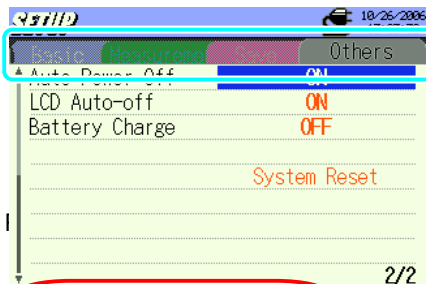 SETUP 10/26/2006
Basic Measureme Save Others
Auto Power Off ON
LCD Auto-off ON
Battery Charge OFF
System Reset
2/2